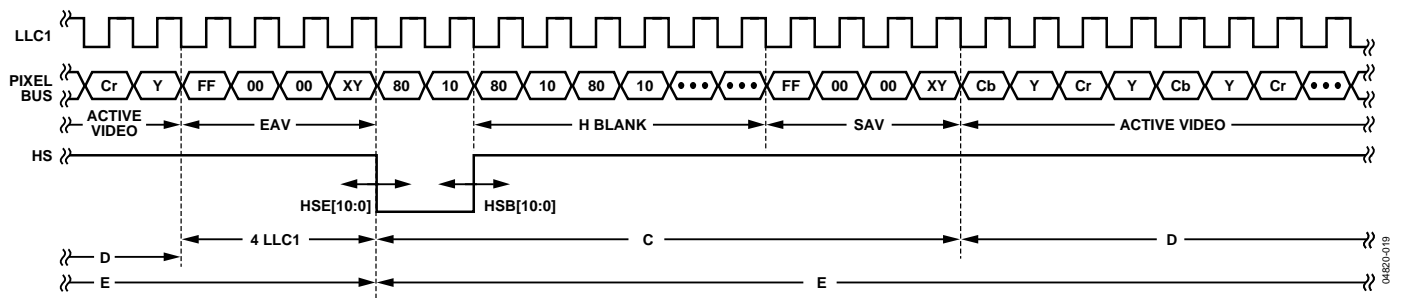 LLC1
PIXEL BUS Cr Y FF 00 00 XY 80 10 80 10 80 10 ••• ••• FF 00 00 XY Cb Y Cr Y Cb Y Cr •••
ACTIVE VIDEO EAV H BLANK SAV ACTIVE VIDEO
HS
HSE[10:0] HSB[10:0]
4 LLC1 C D
D
E E
04820-019